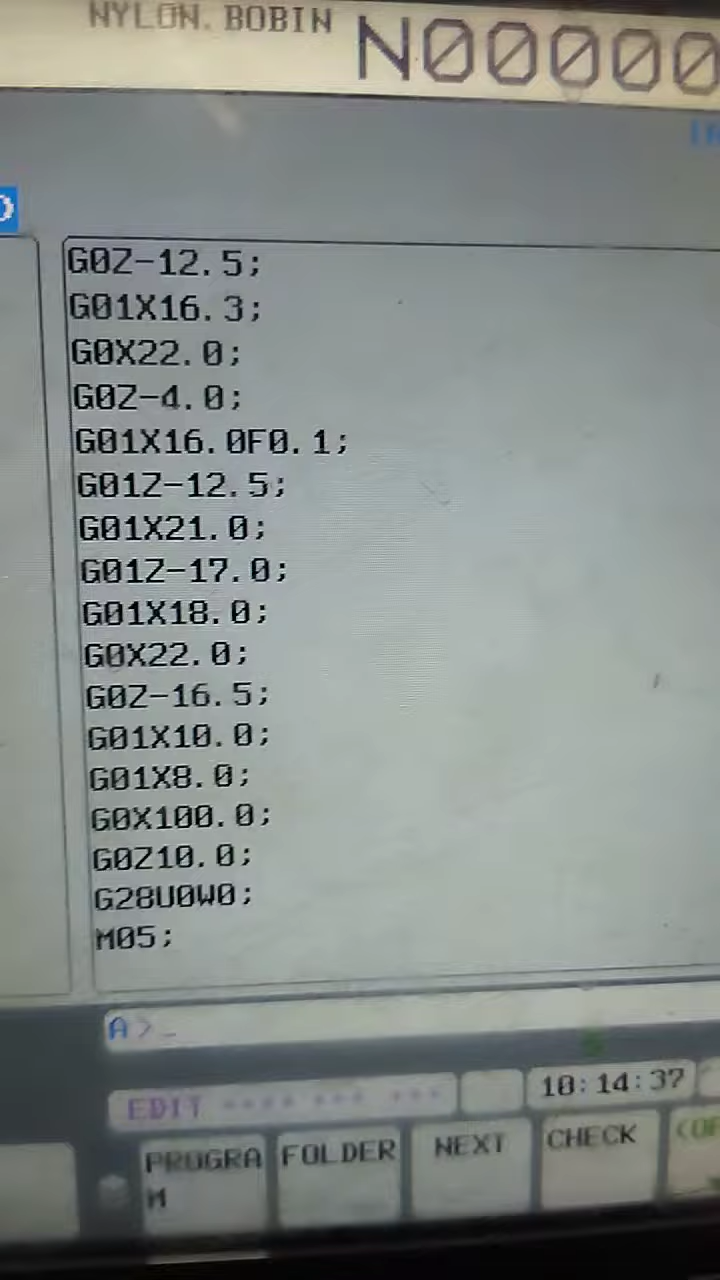 NYLON.BOBIN N00000
G0Z-12.5;
G01X16.3;
G0X22.0;
G0Z-4.0;
G01X16.0F0.1;
G01Z-12.5;
G01X21.0;
G01Z-17.0;
G01X18.0;
G0X22.0;
G0Z-16.5;
G01X10.0;
G01X8.0;
G0X100.0;
G0Z10.0;
G28U0W0;
M05;
A>_
EDIT **** *** *** 10:14:37
PROGRAM FOLDER NEXT CHECK